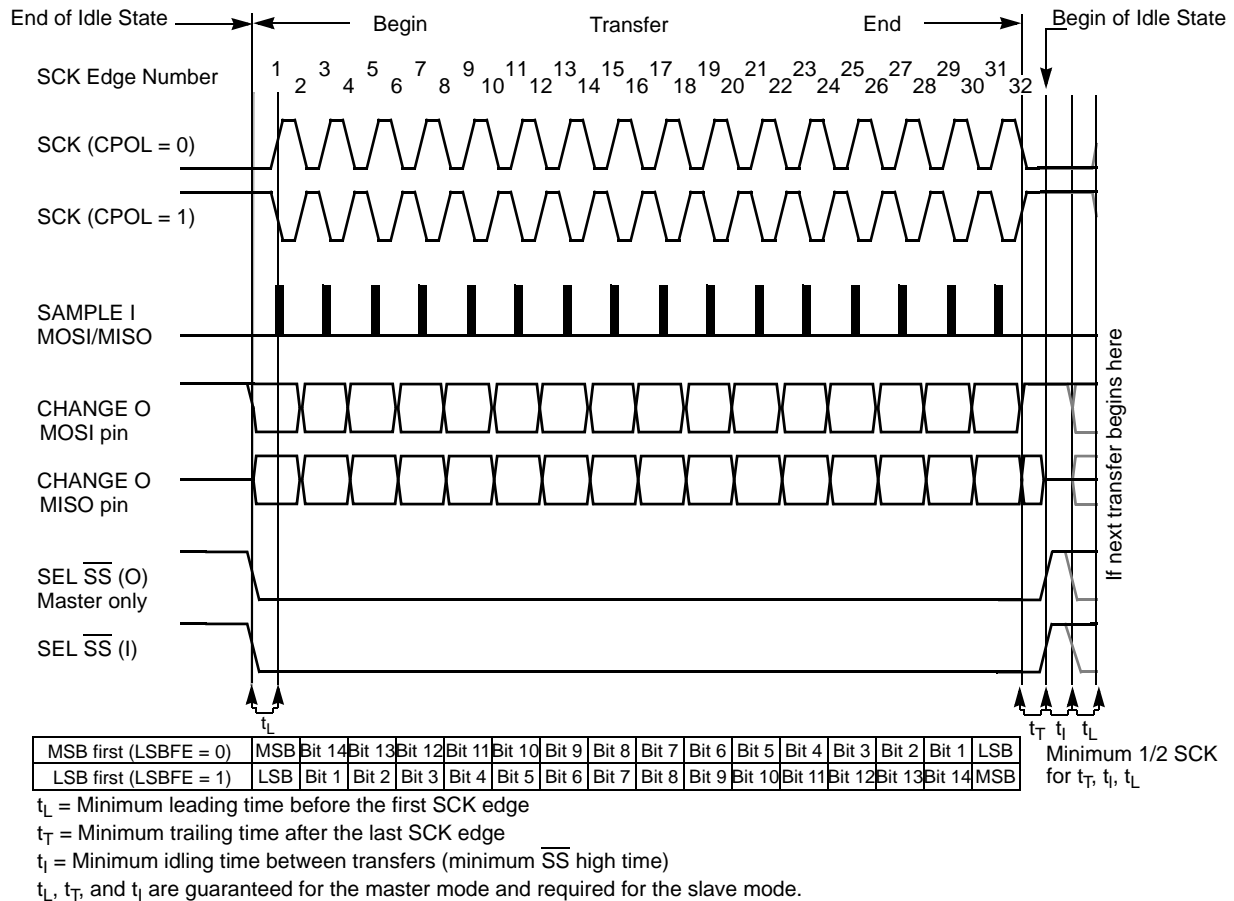 End of Idle State
Begin
Transfer
End
Begin of Idle State
SCK Edge Number
1 3 5 7 9 11 13 15 17 19 21 23 25 27 29 31
2 4 6 8 10 12 14 16 18 20 22 24 26 28 30 32
SCK (CPOL = 0)
SCK (CPOL = 1)
SAMPLE I
MOSI/MISO
CHANGE O
MOSI pin
CHANGE O
MISO pin
SEL SS (O)
Master only
SEL SS (I)
If next transfer begins here
tL
tT tI tL
MSB first (LSBFE = 0) MSB Bit 14 Bit 13 Bit 12 Bit 11 Bit 10 Bit 9 Bit 8 Bit 7 Bit 6 Bit 5 Bit 4 Bit 3 Bit 2 Bit 1 LSB
LSB first (LSBFE = 1) LSB Bit 1 Bit 2 Bit 3 Bit 4 Bit 5 Bit 6 Bit 7 Bit 8 Bit 9 Bit 10 Bit 11 Bit 12 Bit 13 Bit 14 MSB
Minimum 1/2 SCK
for tT, tI, tL
tL = Minimum leading time before the first SCK edge
tT = Minimum trailing time after the last SCK edge
tI = Minimum idling time between transfers (minimum SS high time)
tL, tT, and tI are guaranteed for the master mode and required for the slave mode.